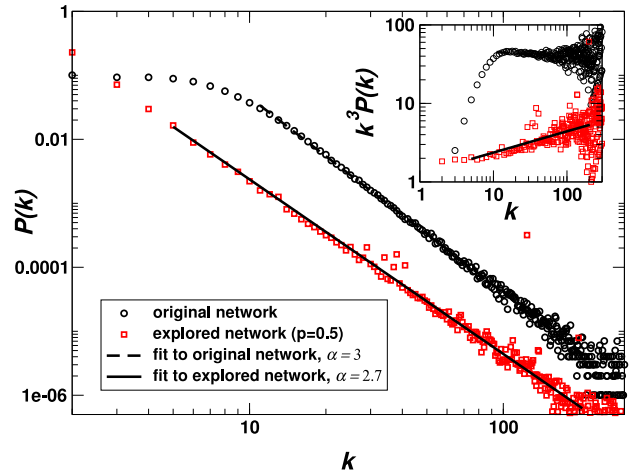 1
0.01
0.0001
1e-06
P(k)
10
100
k
100
10
1
k³P(k)
1
10
100
k
original network
explored network (p=0.5)
fit to original network, α = 3
fit to explored network, α = 2.7